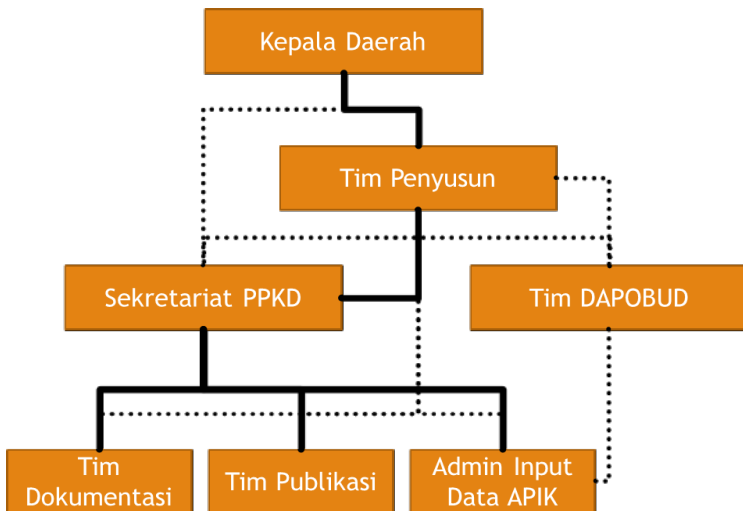 Kepala Daerah
Tim Penyusun
Sekretariat PPKD
Tim DAPOBUD
Tim
Dokumentasi
Tim Publikasi
Admin Input
Data APIK